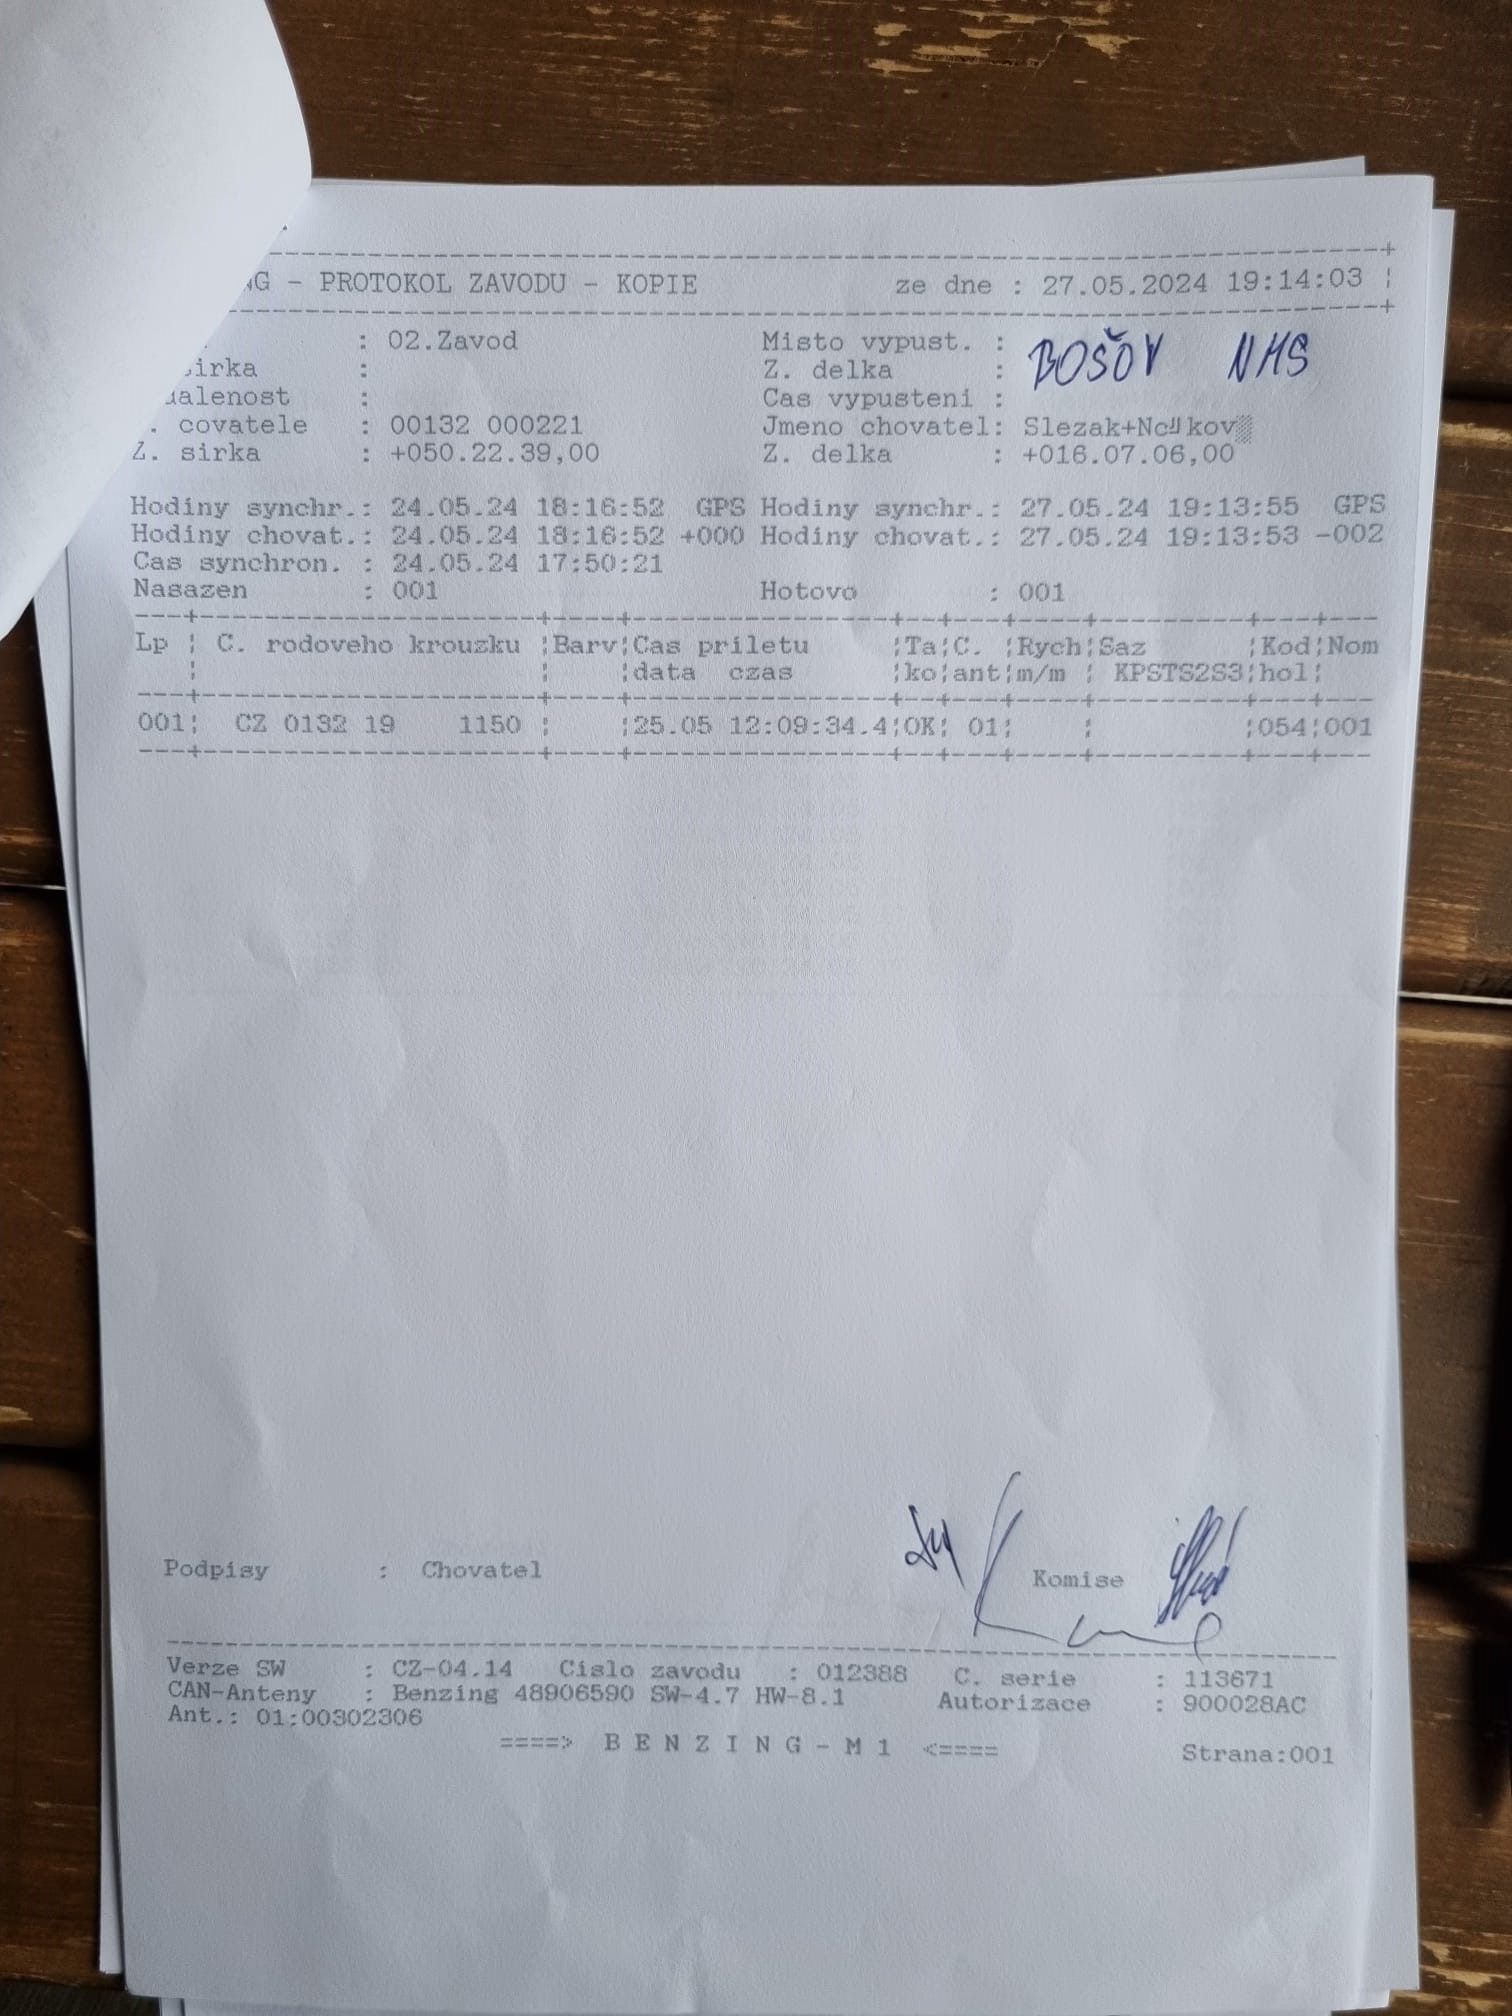 NG - PROTOKOL ZAVODU - KOPIE ze dne : 27.05.2024 19:14:03
: 02.Zavod Misto vypust. : BOŠOV NMS
sirka : Z. delka :
dalenost : Cas vypusteni :
. covatele : 00132 000221 Jmeno chovatel: Slezak+Nc kov
Z. sirka : +050.22.39,00 Z. delka : +016.07.06,00
Hodiny synchr.: 24.05.24 18:16:52 GPS Hodiny synchr.: 27.05.24 19:13:55 GPS
Hodiny chovat.: 24.05.24 18:16:52 +000 Hodiny chovat.: 27.05.24 19:13:53 -002
Cas synchron. : 24.05.24 17:50:21
Nasazen : 001 Hotovo : 001
Lp ¦ C. rodoveho krouzku ¦Barv¦Cas priletu ¦Ta¦C. ¦Rych¦Saz ¦Kod¦Nom
¦ ¦ ¦data czas ¦ko¦ant¦m/m ¦ KPSTS2S3¦hol¦
001¦ CZ 0132 19 1150 ¦ ¦25.05 12:09:34.4¦OK¦ 01¦ ¦ ¦054¦001
Podpisy : Chovatel Komise
Verze SW : CZ-04.14 Cislo zavodu : 012388 C. serie : 113671
CAN-Anteny : Benzing 48906590 SW-4.7 HW-8.1 Autorizace : 900028AC
Ant.: 01:00302306
====> B E N Z I N G - M 1 <==== Strana:001